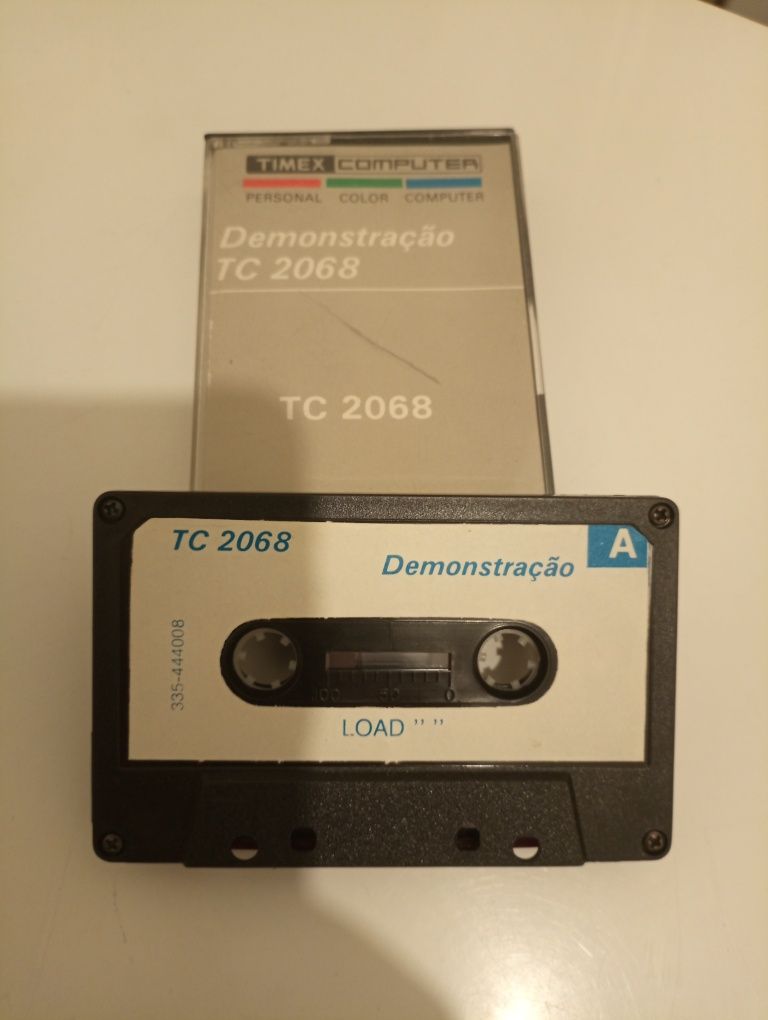 TIMEX COMPUTER
PERSONAL COLOR COMPUTER
Demonstração
TC 2068
TC 2068
TC 2068
A
Demonstração
335-444008
100 50 0
LOAD ” ”